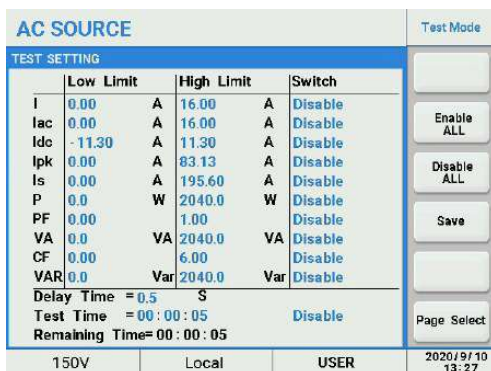 AC SOURCE
Test Mode
TEST SETTING
Low Limit High Limit Switch
I 0.00 A 16.00 A Disable
Iac 0.00 A 16.00 A Disable
Idc -11.30 A 11.30 A Disable
Ipk 0.00 A 83.13 A Disable
Is 0.00 A 195.60 A Disable
P 0.0 W 2040.0 W Disable
PF 0.00 1.00 Disable
VA 0.0 VA 2040.0 VA Disable
CF 0.00 6.00 Disable
VAR 0.0 Var 2040.0 Var Disable
Delay Time =0.5 S
Test Time =00:00:05 Disable
Remaining Time=00:00:05
Enable
ALL
Disable
ALL
Save
Page Select
150V Local USER
2020/9/10
13:27